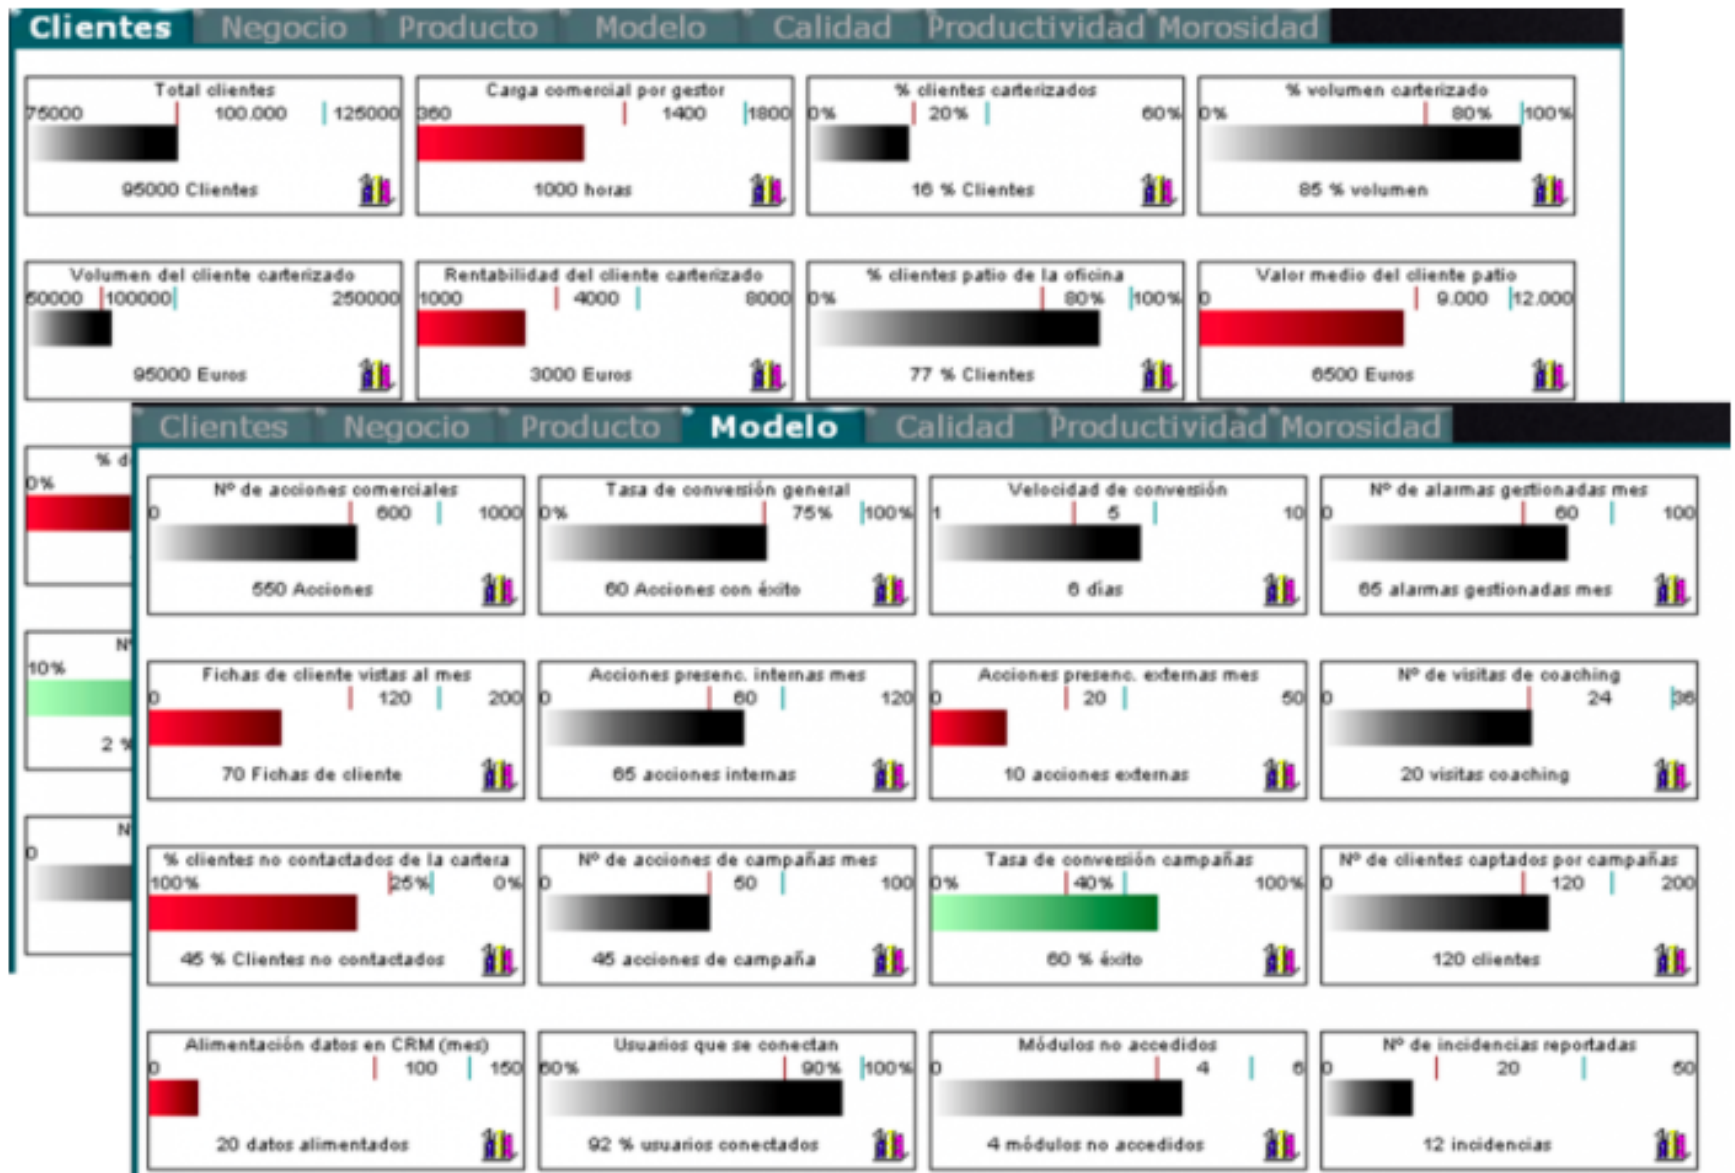 Clientes Negocio Producto Modelo Calidad Productividad Morosidad
Total clientes
75000 100.000 125000
95000 Clientes
Carga comercial por gestor
360 1400 1800
1000 horas
% clientes carterizados
0% 20% 60%
16 % Clientes
% volumen carterizado
0% 80% 100%
85 % volumen
Volumen del cliente carterizado
50000 100000 250000
95000 Euros
Rentabilidad del cliente carterizado
1000 4000 8000
3000 Euros
% clientes patio de la oficina
0% 80% 100%
77 % Clientes
Valor medio del cliente patio
0 9.000 12.000
6500 Euros
% d
0%
N
10%
2 %
N
0
Clientes Negocio Producto Modelo Calidad Productividad Morosidad
Nº de acciones comerciales
0 600 1000
550 Acciones
Tasa de conversión general
0% 75% 100%
60 Acciones con éxito
Velocidad de conversión
1 5 10
6 dias
Nº de alarmas gestionadas mes
0 60 100
65 alarmas gestionadas mes
Fichas de cliente vistas al mes
0 120 200
70 Fichas de cliente
Acciones presenc. internas mes
0 60 120
65 acciones internas
Acciones presenc. externas mes
0 20 50
10 acciones externas
Nº de visitas de coaching
0 24 36
20 visitas coaching
% clientes no contactados de la cartera
100% 25% 0%
45 % Clientes no contactados
Nº de acciones de campañas mes
0 50 100
45 acciones de campaña
Tasa de conversión campañas
0% 40% 100%
60 % éxito
Nº de clientes captados por campañas
0 120 200
120 clientes
Alimentación datos en CRM (mes)
0 100 150
20 datos alimentados
Usuarios que se conectan
60% 90% 100%
92 % usuarios conectados
Módulos no accedidos
0 4 6
4 módulos no accedidos
Nº de incidencias reportadas
0 20 50
12 incidencias